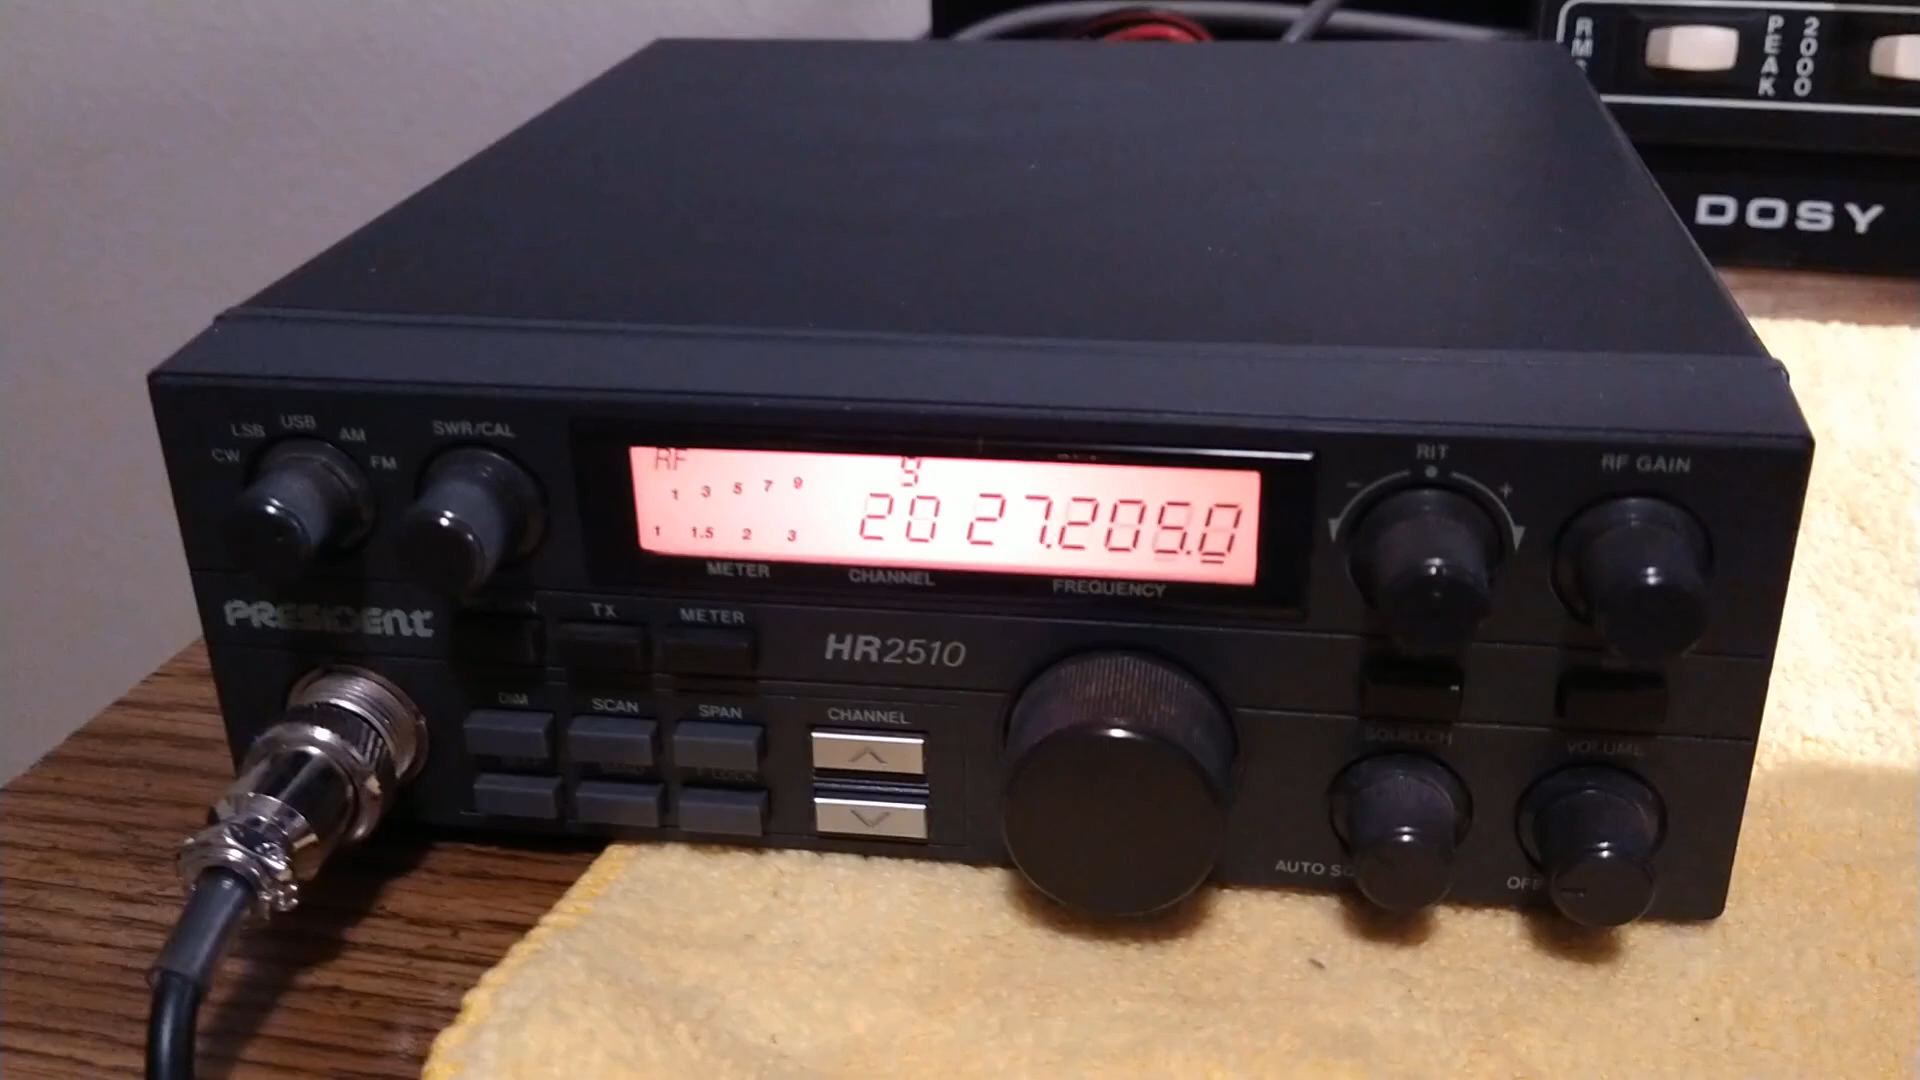 RMS
PEAK
2000
DOSY
CW
LSB
USB
AM
FM
SWR/CAL
RF
1 3 5 7 9
1 1.5 2 3
9
20 27.205.0
METER
CHANNEL
FREQUENCY
RIT
- +
RF GAIN
PRESIDENT
TX
METER
HR2510
DIM
SCAN
SPAN
CHANNEL
F LOCK
SQUELCH
VOLUME
AUTO SQ
OFF